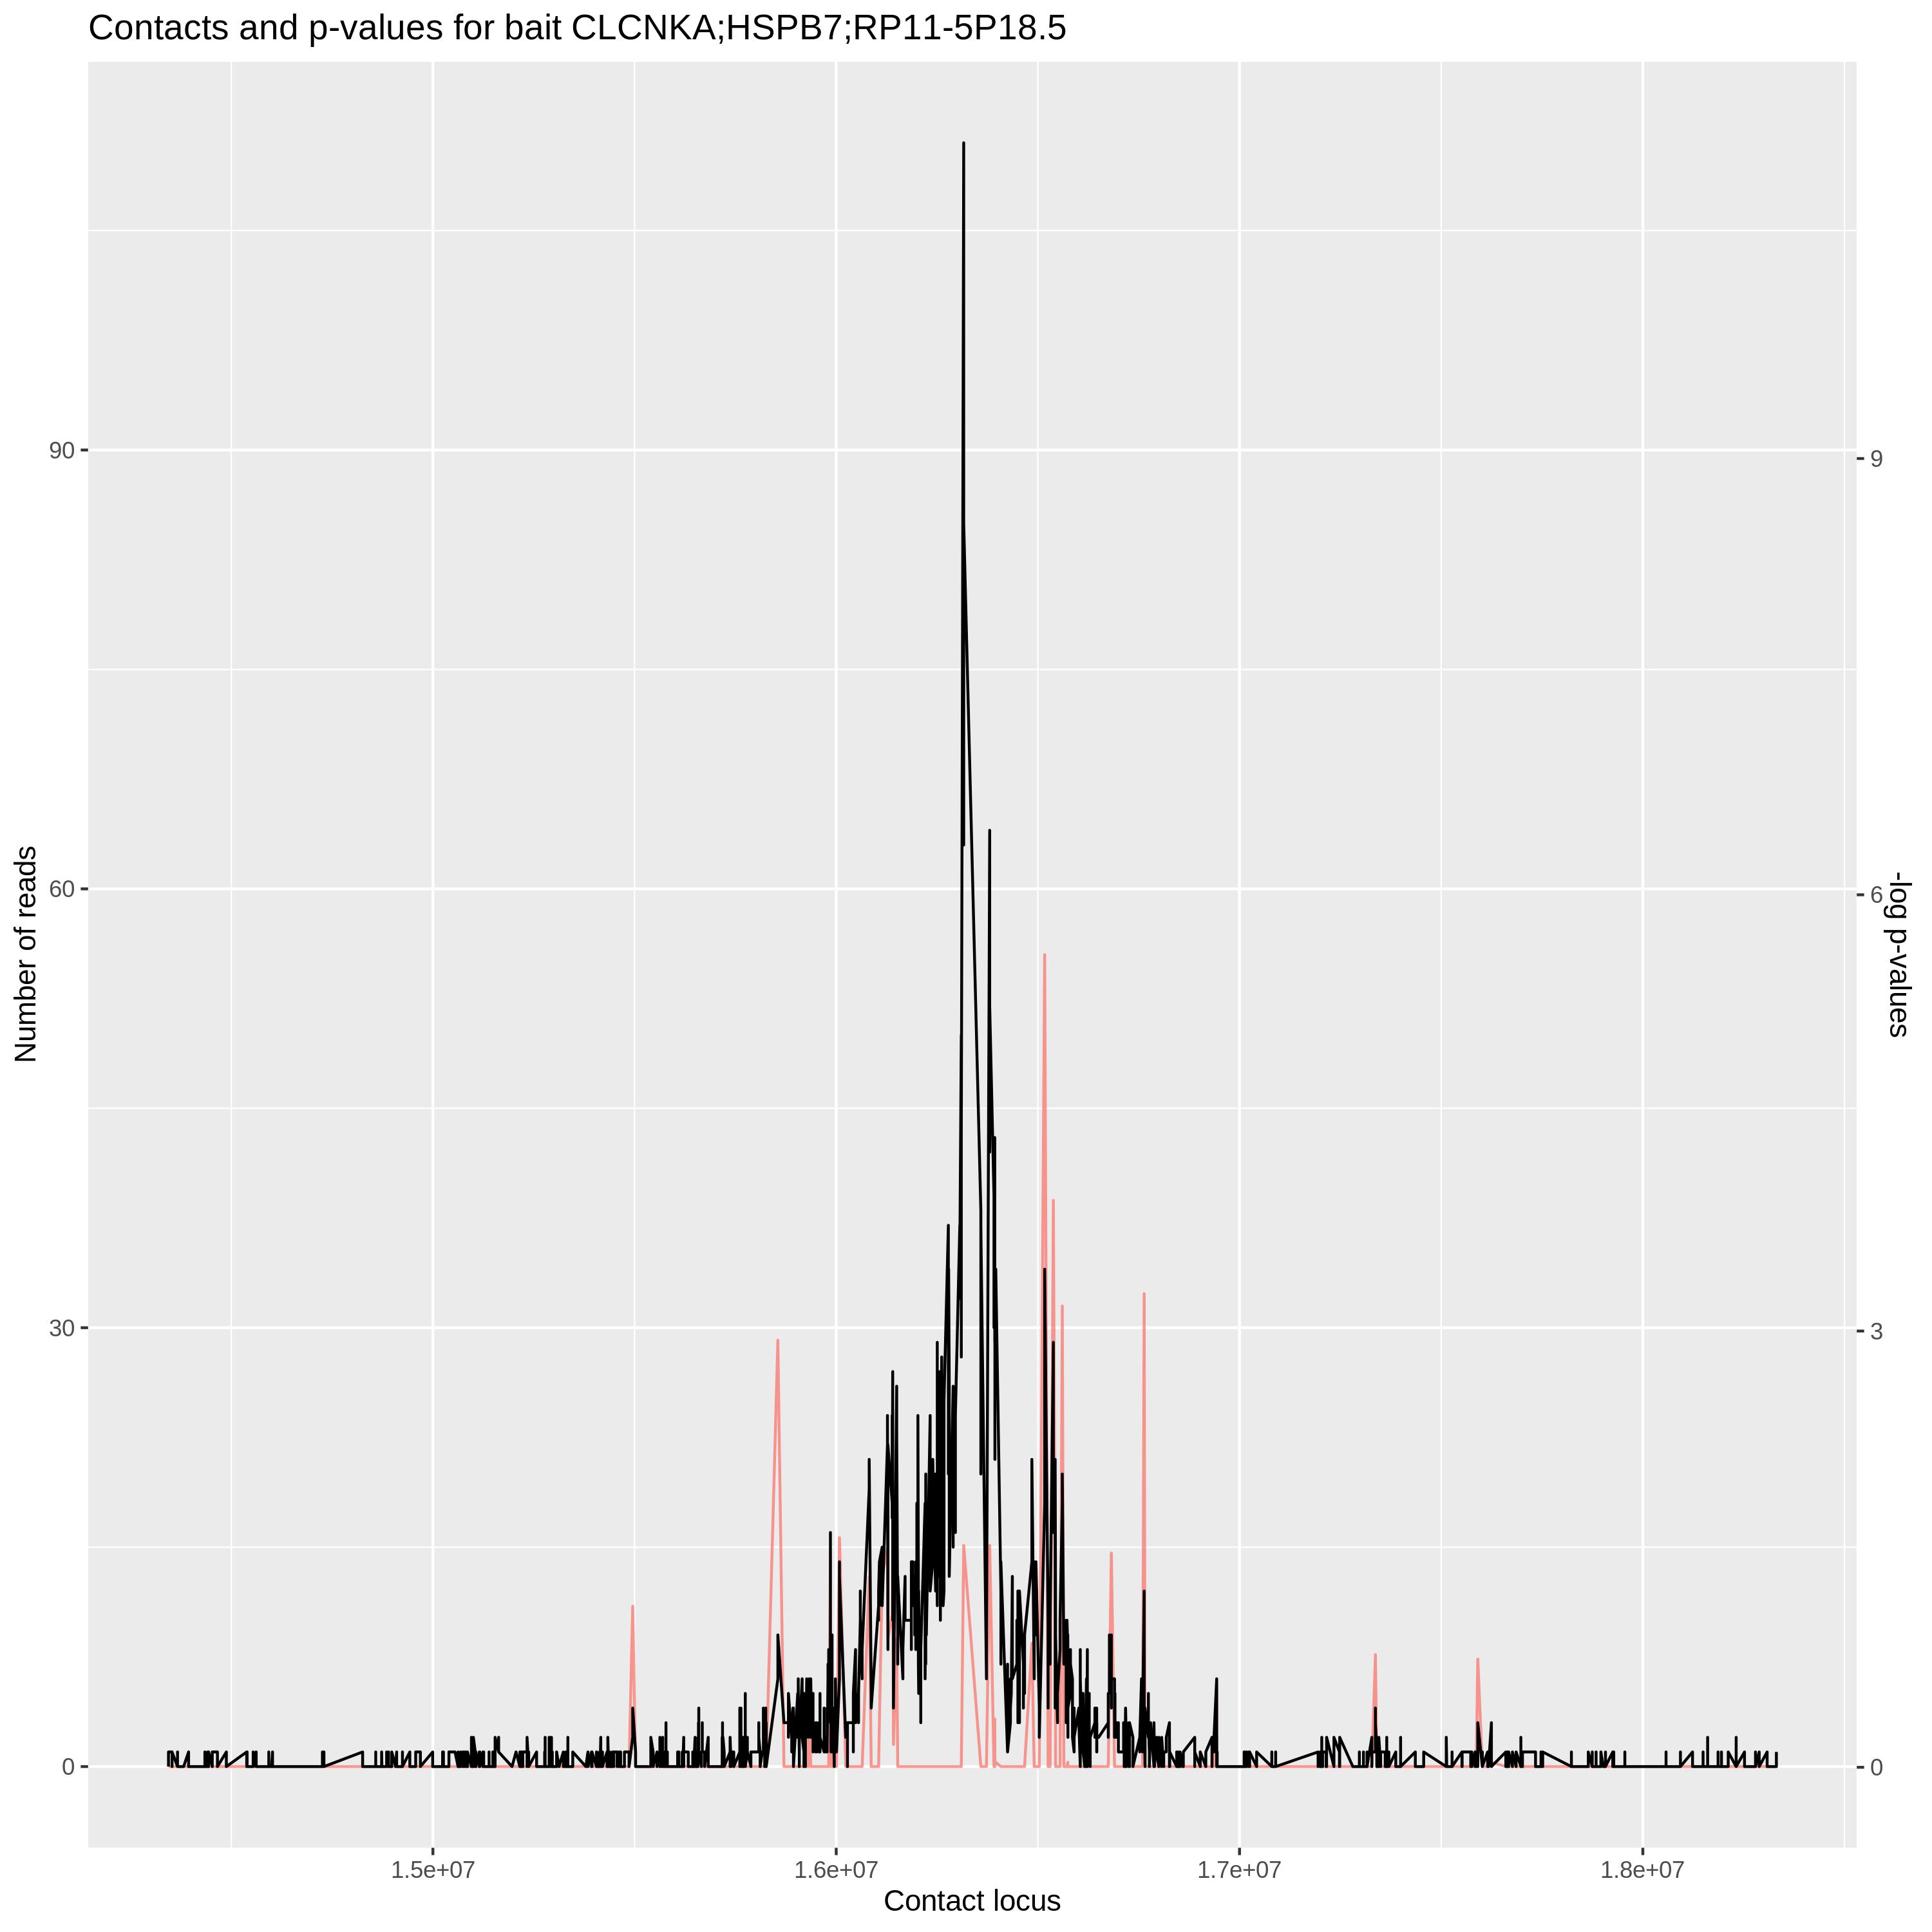 Contacts and p-values for bait CLCNKA;HSPB7;RP11-5P18.5
90
60
30
0
Number of reads
9
6
3
0
-log p-values
1.5e+07
1.6e+07
1.7e+07
1.8e+07
Contact locus